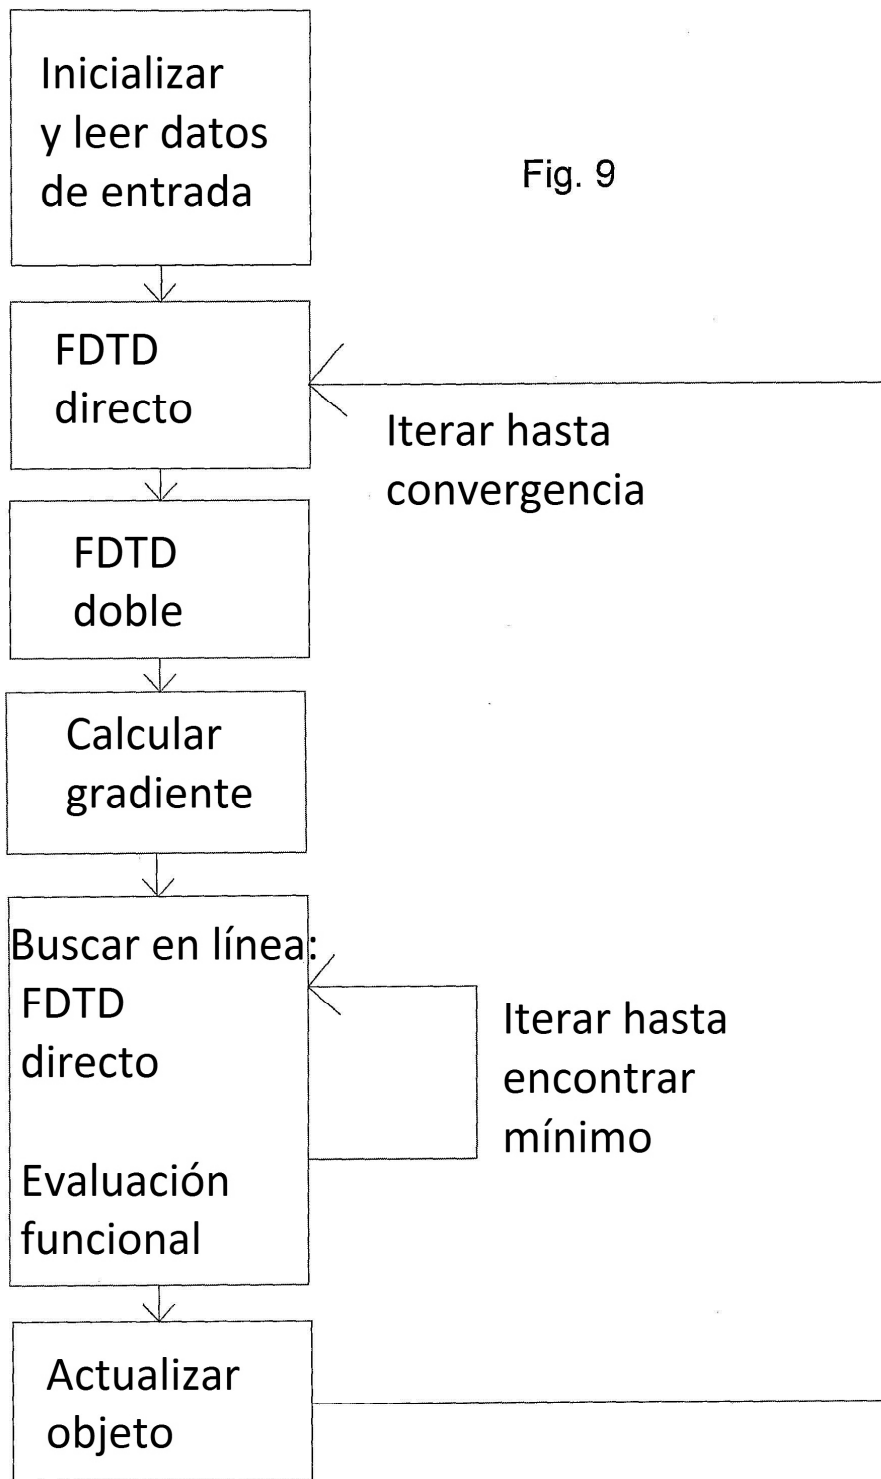 Inicializar
y leer datos
de entrada
Fig. 9
FDTD
directo
Iterar hasta
convergencia
FDTD
doble
Calcular
gradiente
Buscar en línea:
FDTD
directo
Evaluación
funcional
Iterar hasta
encontrar
mínimo
Actualizar
objeto